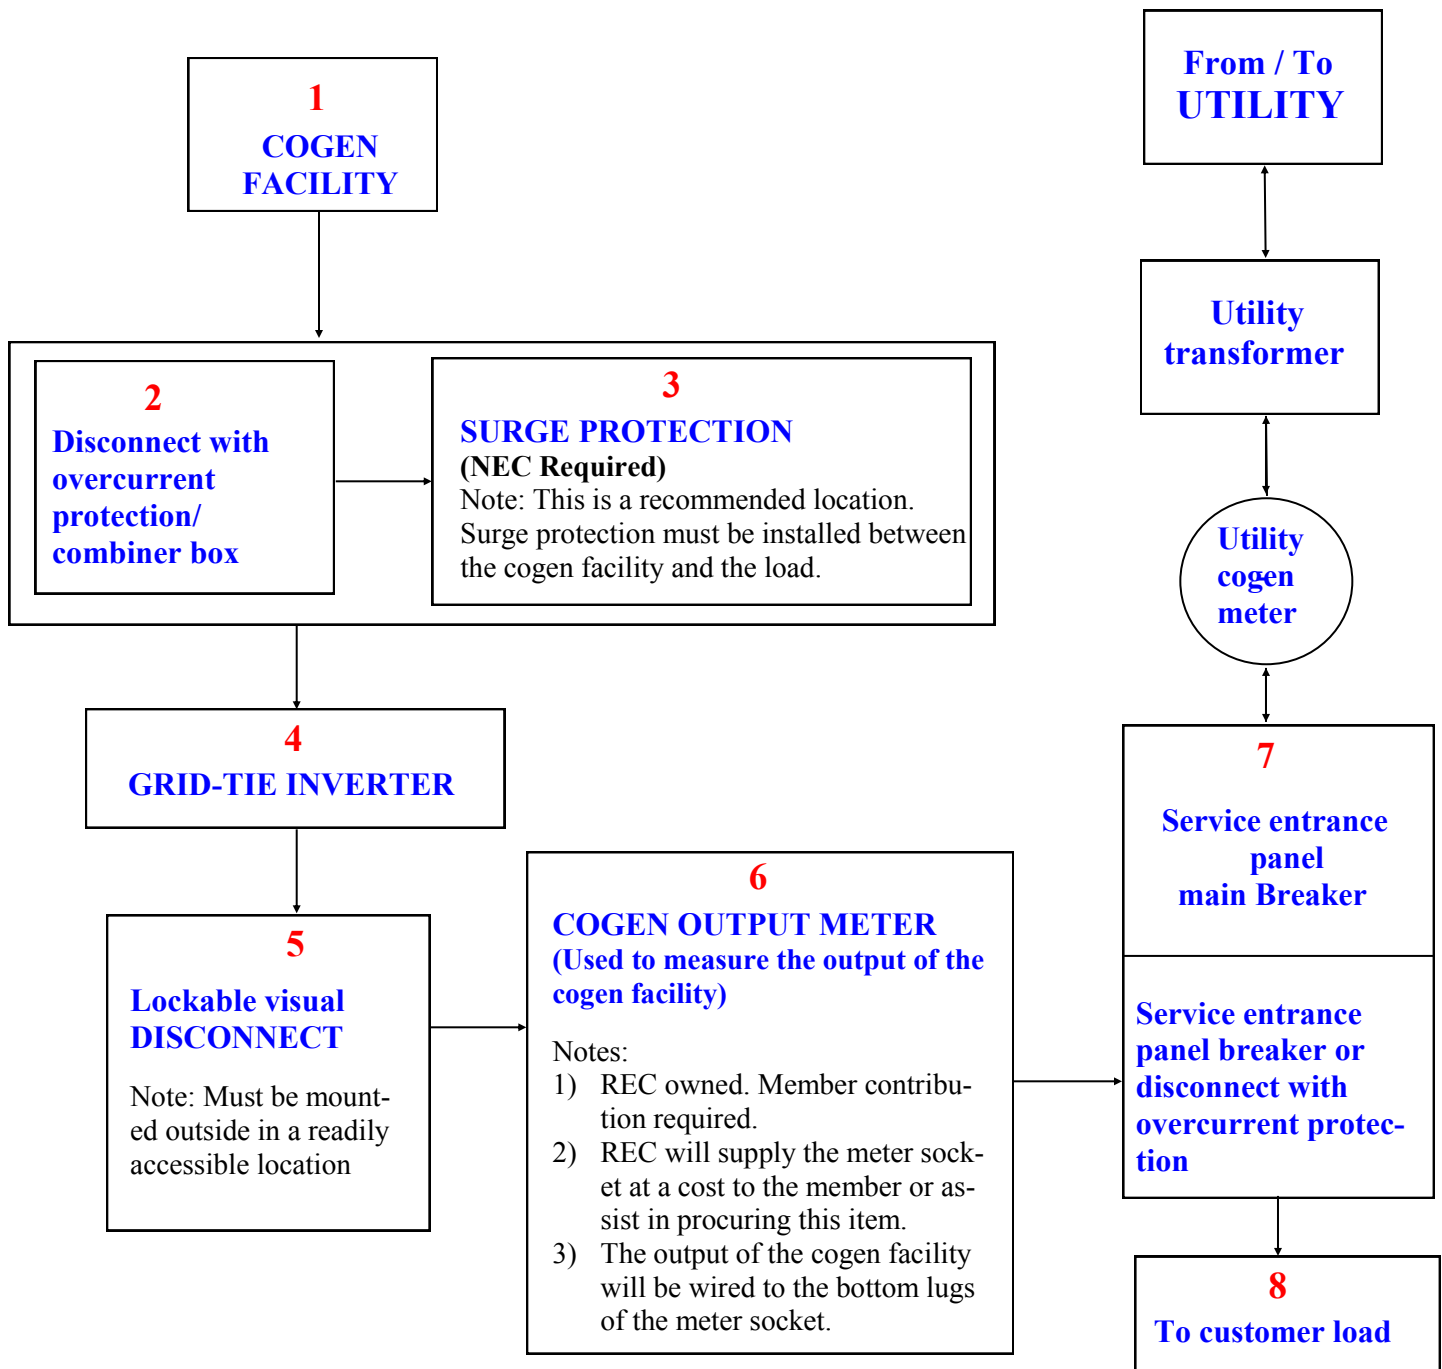 1
COGEN
FACILITY
2
Disconnect with
overcurrent
protection/
combiner box
3
SURGE PROTECTION
(NEC Required)
Note: This is a recommended location.
Surge protection must be installed between
the cogen facility and the load.
4
GRID-TIE INVERTER
5
Lockable visual
DISCONNECT
Note: Must be mount-
ed outside in a readily
accessible location
6
COGEN OUTPUT METER
(Used to measure the output of the
cogen facility)
Notes:
1) REC owned. Member contribu-
tion required.
2) REC will supply the meter sock-
et at a cost to the member or as-
sist in procuring this item.
3) The output of the cogen facility
will be wired to the bottom lugs
of the meter socket.
From / To
UTILITY
Utility
transformer
Utility
cogen
meter
7
Service entrance
panel
main Breaker
Service entrance
panel breaker or
disconnect with
overcurrent protec-
tion
8
To customer load